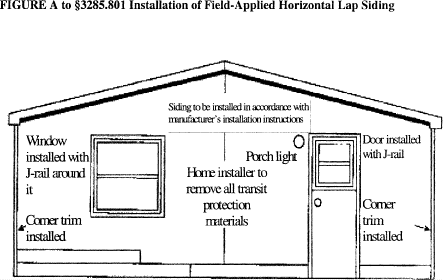 FIGURE A to §3285.801 Installation of Field-Applied Horizontal Lap Siding
Siding to be installed in accordance with
manufacturer's installation instructions
Window
installed with
J-rail around
it
Porch light
Door installed
with J-rail
Home installer to
remove all transit
protection
materials
Corner trim
installed
Corner
trim
installed